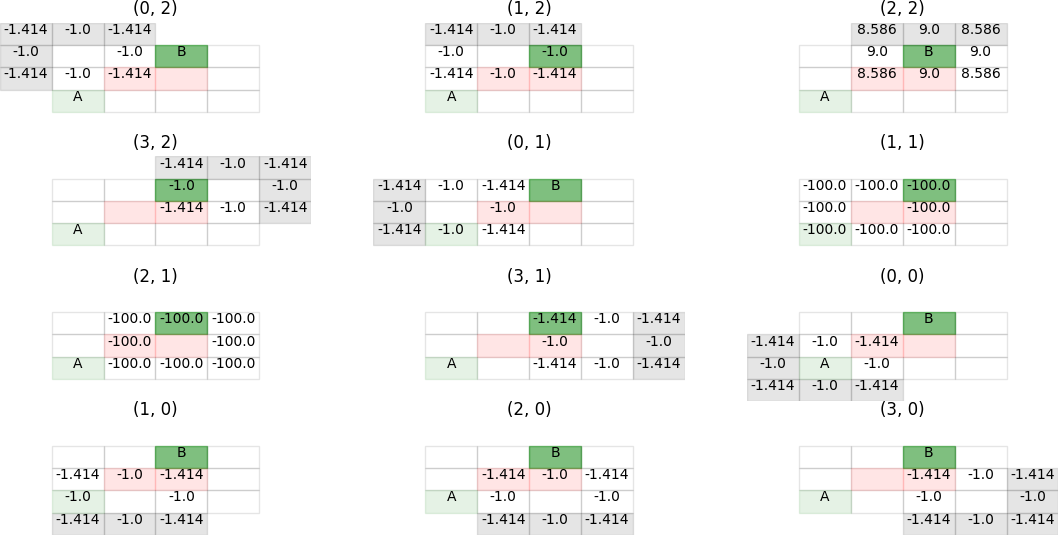 (0, 2) (1, 2) (2, 2)
-1.414 -1.0 -1.414 -1.414 -1.0 -1.414 8.586 9.0 8.586
-1.0 -1.0 B -1.0 -1.0 9.0 B 9.0
-1.414 -1.0 -1.414 -1.414 -1.0 -1.414 8.586 9.0 8.586
A A A
(3, 2) (0, 1) (1, 1)
-1.414 -1.0 -1.414
-1.0 -1.0 -1.414 -1.0 -1.414 B -100.0 -100.0 -100.0
-1.414 -1.0 -1.414 -1.0 -1.0 -100.0 -100.0
A -1.414 -1.0 -1.414 -100.0 -100.0 -100.0
(2, 1) (3, 1) (0, 0)
-100.0 -100.0 -100.0 -1.414 -1.0 -1.414 B
-100.0 -100.0 -1.0 -1.0 -1.414 -1.0 -1.414
A -100.0 -100.0 -100.0 A -1.414 -1.0 -1.414 -1.0 A -1.0
-1.414 -1.0 -1.414
(1, 0) (2, 0) (3, 0)
B B B
-1.414 -1.0 -1.414 -1.414 -1.0 -1.414 -1.414 -1.0 -1.414
-1.0 -1.0 A -1.0 -1.0 A -1.0 -1.0
-1.414 -1.0 -1.414 -1.414 -1.0 -1.414 -1.414 -1.0 -1.414